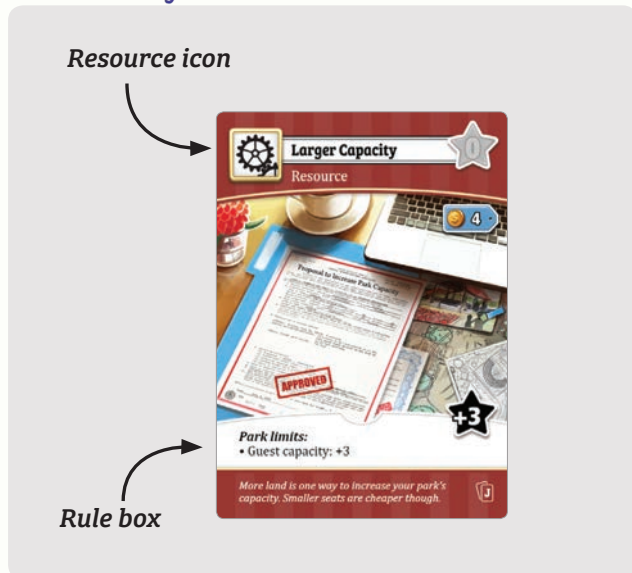 Resource icon
Larger Capacity
0
Resource
4
Proposal to Increase Park Capacity
APPROVED
+3
Park limits:
• Guest capacity: +3
More land is one way to increase your park's
capacity. Smaller seats are cheaper though.
J
Rule box